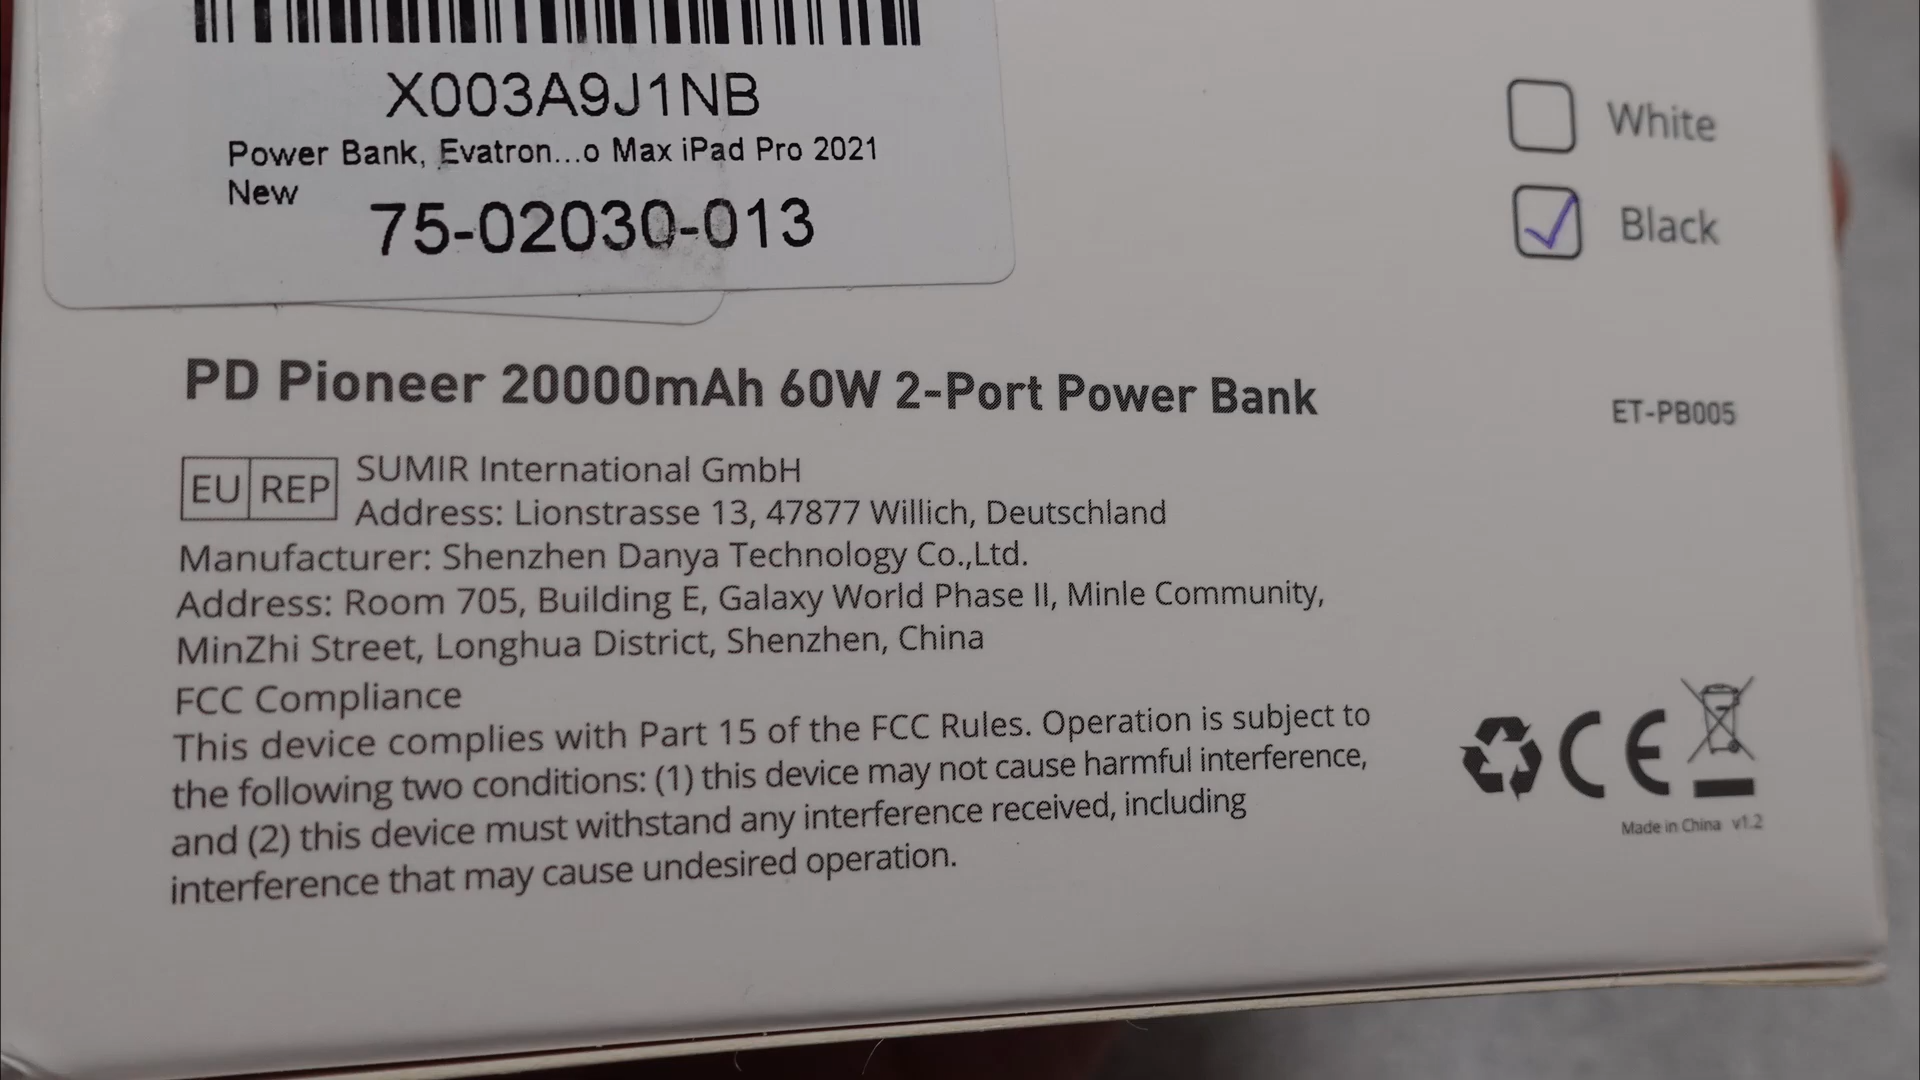 X003A9J1NB
Power Bank, Evatron...o Max iPad Pro 2021
New
75-02030-013
White
Black
PD Pioneer 20000mAh 60W 2-Port Power Bank
ET-PB005
EU REP
SUMIR International GmbH
Address: Lionstrasse 13, 47877 Willich, Deutschland
Manufacturer: Shenzhen Danya Technology Co.,Ltd.
Address: Room 705, Building E, Galaxy World Phase II, Minle Community,
MinZhi Street, Longhua District, Shenzhen, China
FCC Compliance
This device complies with Part 15 of the FCC Rules. Operation is subject to
the following two conditions: (1) this device may not cause harmful interference,
and (2) this device must withstand any interference received, including
interference that may cause undesired operation.
CE
Made in China v1.2